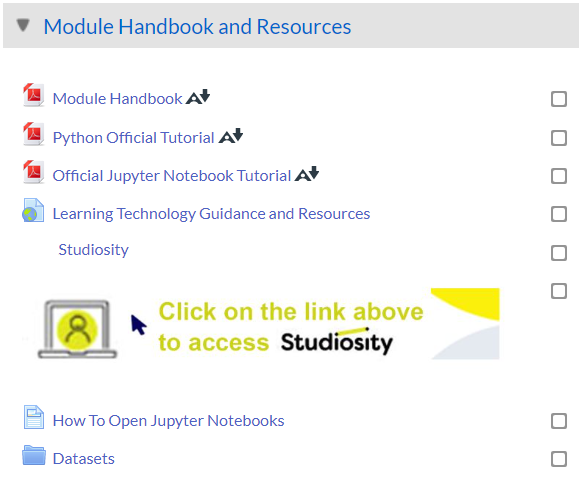 Module Handbook and Resources
Module Handbook
Python Official Tutorial
Official Jupyter Notebook Tutorial
Learning Technology Guidance and Resources
Studiosity
Click on the link above
to access Studiosity
How To Open Jupyter Notebooks
Datasets